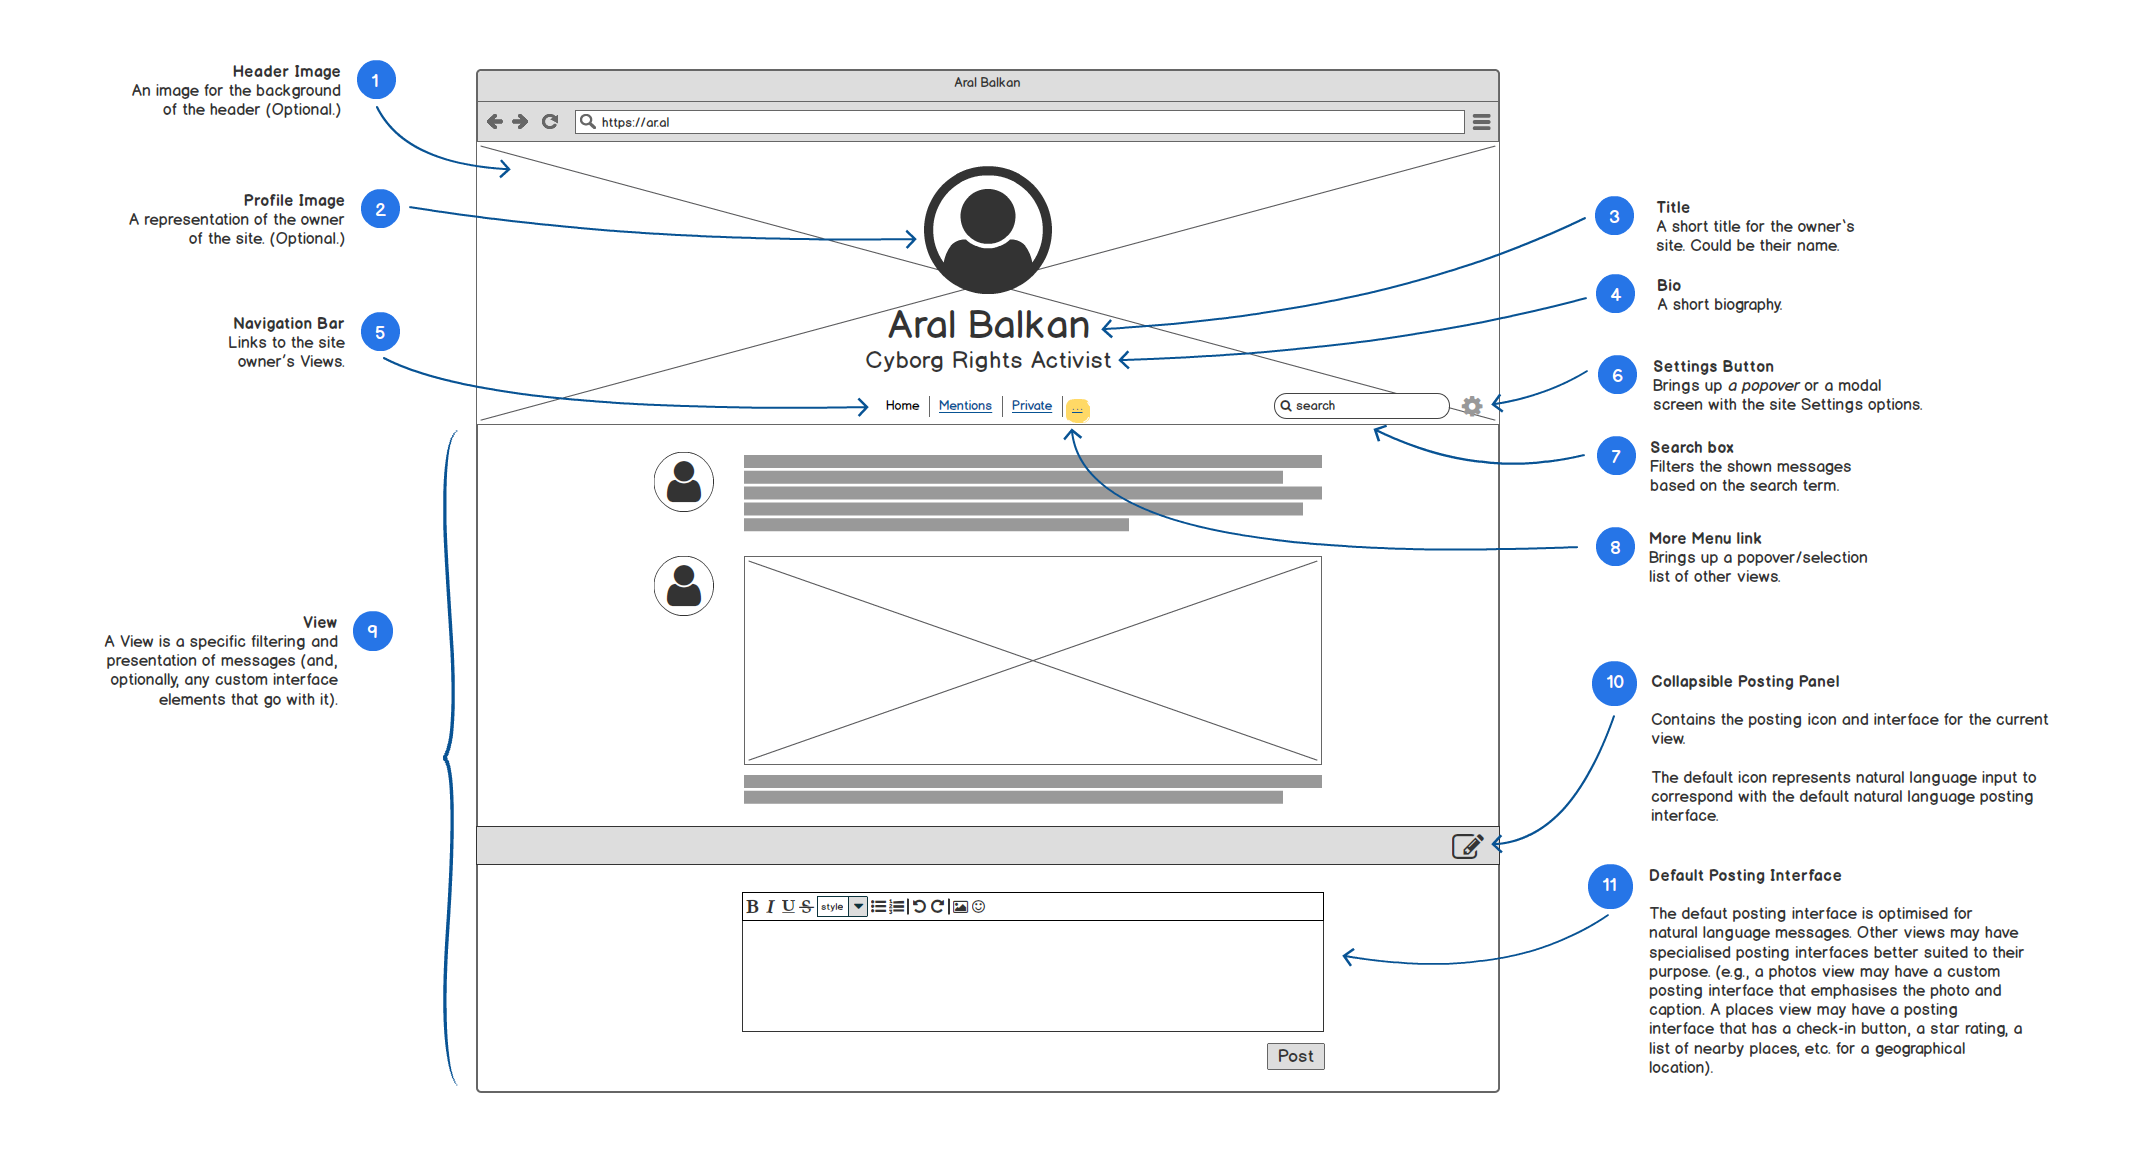 Header Image
An image for the background
of the header (Optional.)
1
Profile Image
A representation of the owner
of the site. (Optional.)
2
Navigation Bar
Links to the site
owner's Views.
5
View
A View is a specific filtering and
presentation of messages (and,
optionally, any custom interface
elements that go with it).
9
Aral Balkan
https://ar.al
Aral Balkan
Cyborg Rights Activist
Home Mentions Private ...
search
B I U S style
Post
3
Title
A short title for the owner`s
site. Could be their name.
4
Bio
A short biography.
6
Settings Button
Brings up a popover or a modal
screen with the site Settings options.
7
Search box
Filters the shown messages
based on the search term.
8
More Menu link
Brings up a popover/selection
list of other views.
10
Collapsible Posting Panel
Contains the posting icon and interface for the current
view.
The default icon represents natural language input to
correspond with the default natural language posting
interface.
11
Default Posting Interface
The defaut posting interface is optimised for
natural language messages. Other views may have
specialised posting interfaces better suited to their
purpose. (e.g., a photos view may have a custom
posting interface that emphasises the photo and
caption. A places view may have a posting
interface that has a check-in button, a star rating, a
list of nearby places, etc. for a geographical
location).